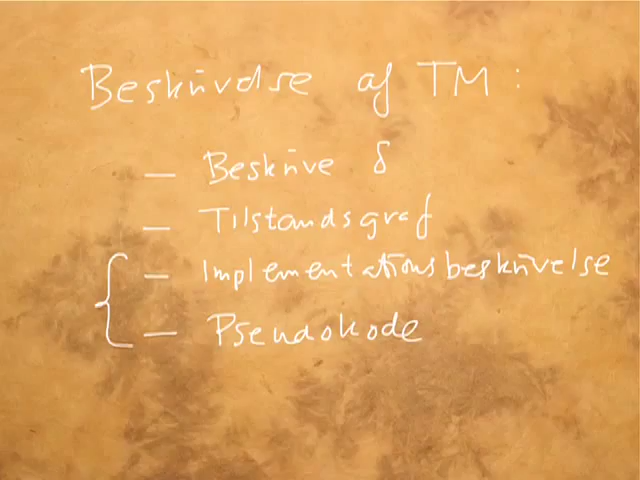 Beskrivelse af TM:
— Beskrive δ
— Tilstandsgraf
— Implementationsbeskrivelse
— Pseudokode